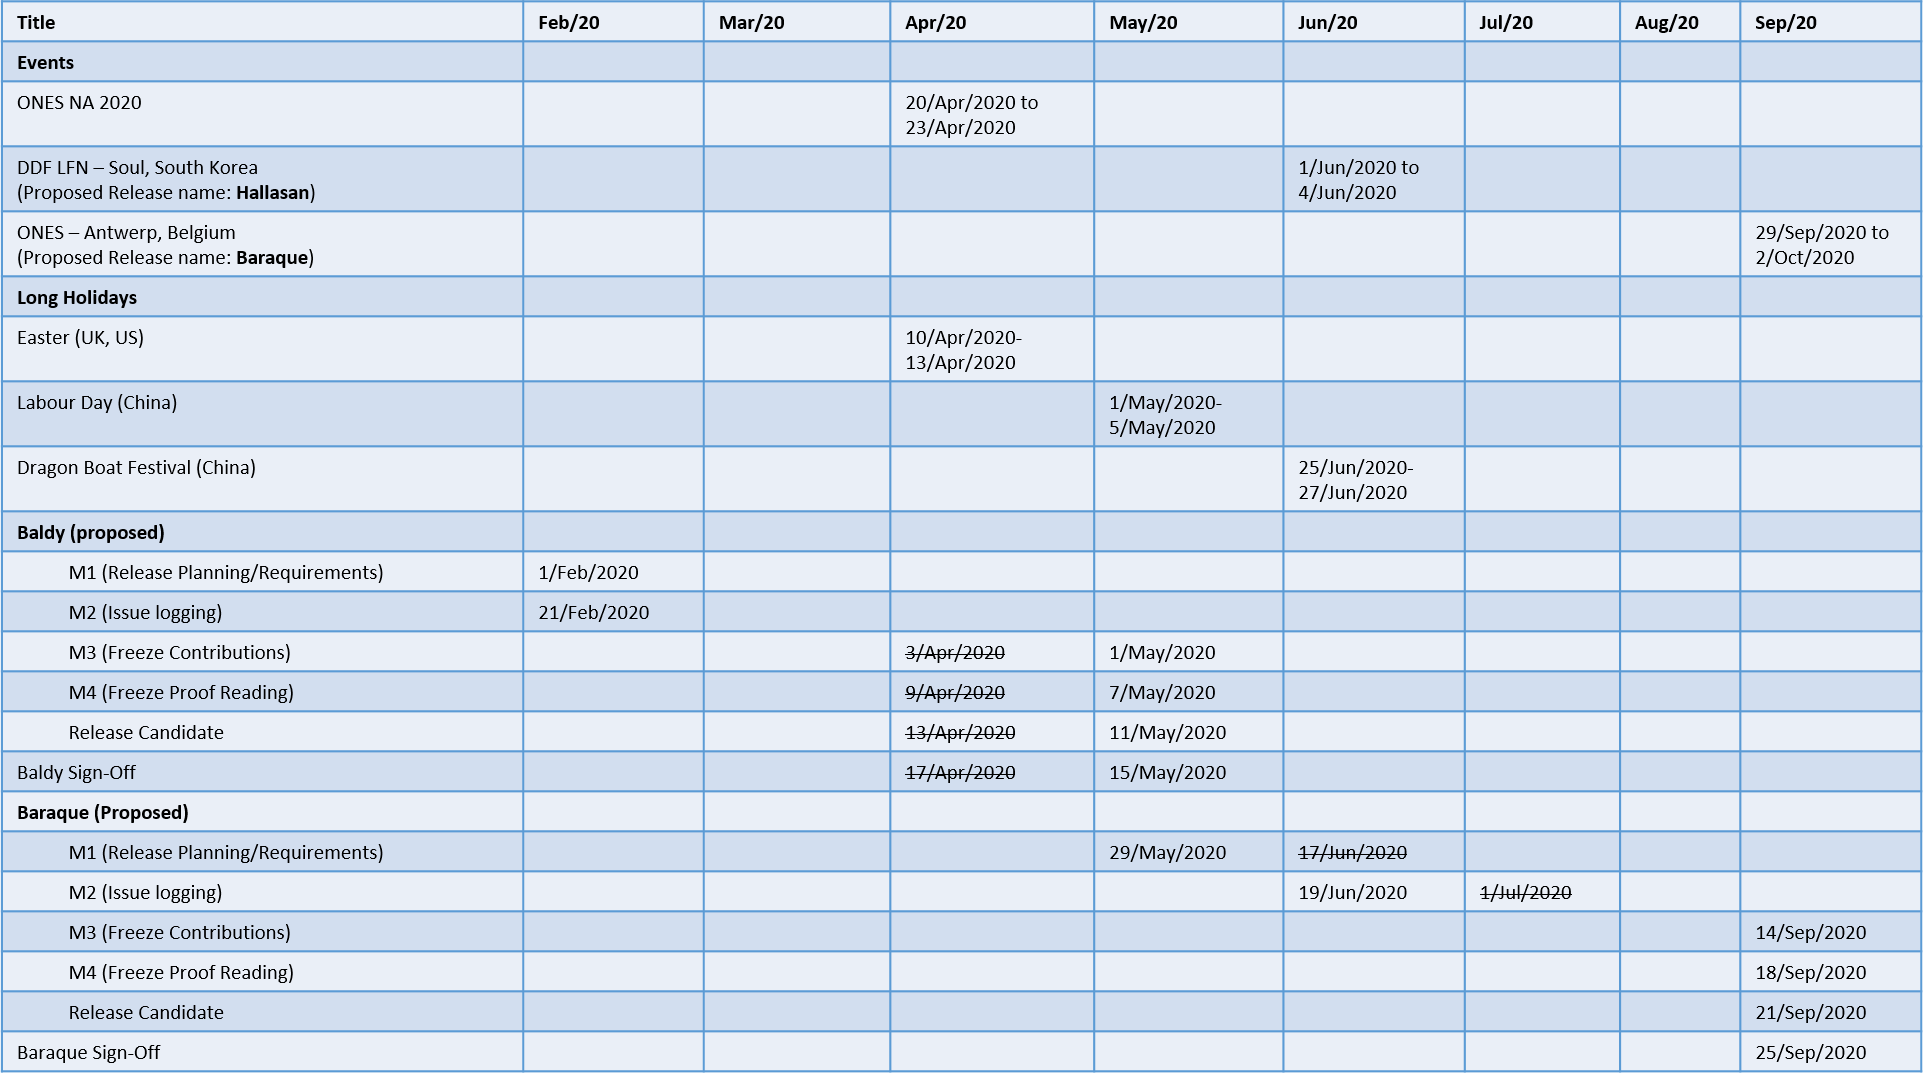 Title Feb/20 Mar/20 Apr/20 May/20 Jun/20 Jul/20 Aug/20 Sep/20
Events
ONES NA 2020 20/Apr/2020 to
23/Apr/2020
DDF LFN – Soul, South Korea 1/Jun/2020 to
(Proposed Release name: Hallasan) 4/Jun/2020
ONES – Antwerp, Belgium 29/Sep/2020 to
(Proposed Release name: Baraque) 2/Oct/2020
Long Holidays
Easter (UK, US) 10/Apr/2020-
13/Apr/2020
Labour Day (China) 1/May/2020-
5/May/2020
Dragon Boat Festival (China) 25/Jun/2020-
27/Jun/2020
Baldy (proposed)
M1 (Release Planning/Requirements) 1/Feb/2020
M2 (Issue logging) 21/Feb/2020
M3 (Freeze Contributions) 3/Apr/2020 1/May/2020
M4 (Freeze Proof Reading) 9/Apr/2020 7/May/2020
Release Candidate 13/Apr/2020 11/May/2020
Baldy Sign-Off 17/Apr/2020 15/May/2020
Baraque (Proposed)
M1 (Release Planning/Requirements) 29/May/2020 17/Jun/2020
M2 (Issue logging) 19/Jun/2020 1/Jul/2020
M3 (Freeze Contributions) 14/Sep/2020
M4 (Freeze Proof Reading) 18/Sep/2020
Release Candidate 21/Sep/2020
Baraque Sign-Off 25/Sep/2020